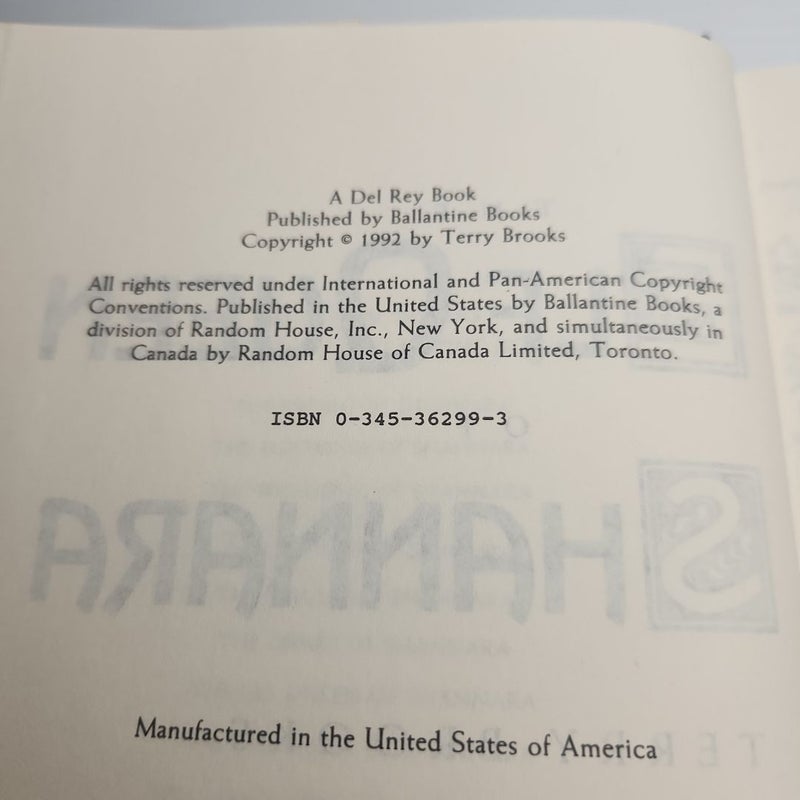 A Del Rey Book
Published by Ballantine Books
Copyright © 1992 by Terry Brooks
All rights reserved under International and Pan-American Copyright
Conventions. Published in the United States by Ballantine Books, a
division of Random House, Inc., New York, and simultaneously in
Canada by Random House of Canada Limited, Toronto.
ISBN 0-345-36299-3
SHANNARA
Manufactured in the United States of America